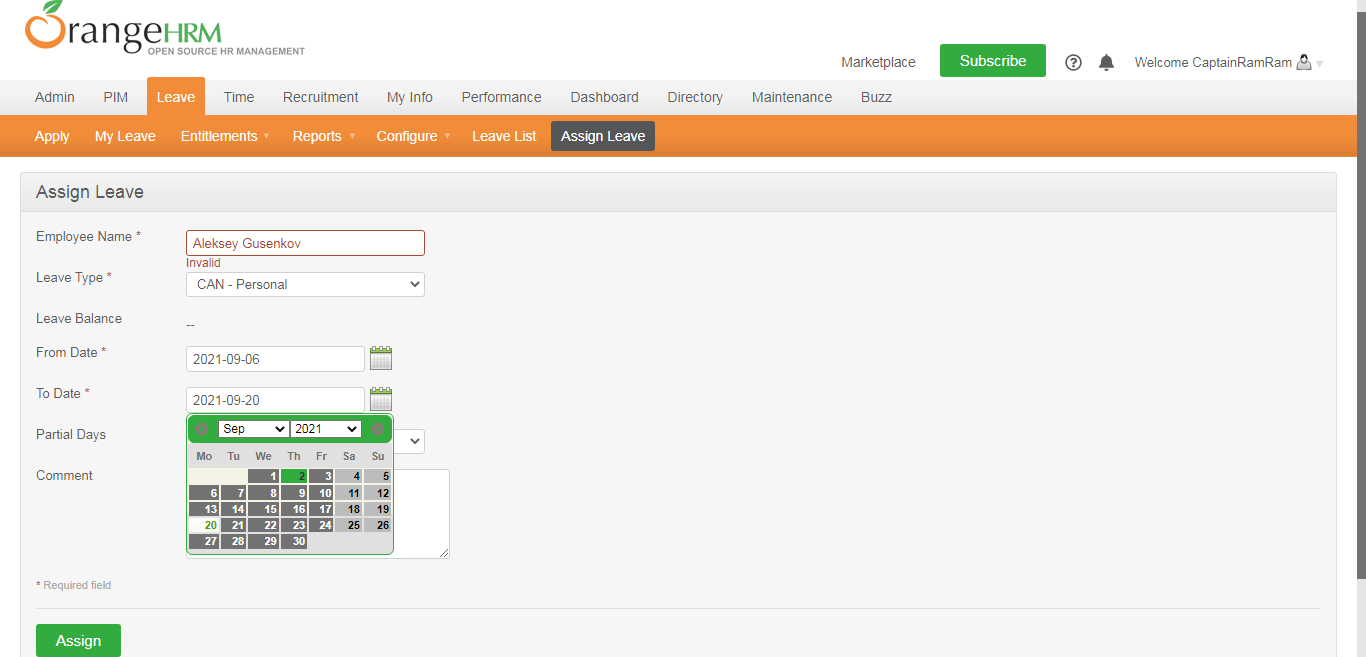 OrangeHRM
OPEN SOURCE HR MANAGEMENT
Marketplace Subscribe Welcome CaptainRamRam
Admin PIM Leave Time Recruitment My Info Performance Dashboard Directory Maintenance Buzz
Apply My Leave Entitlements Reports Configure Leave List Assign Leave
Assign Leave
Employee Name * Aleksey Gusenkov
Invalid
Leave Type * CAN - Personal
Leave Balance --
From Date * 2021-09-06
To Date * 2021-09-20
Partial Days
Sep 2021
Mo Tu We Th Fr Sa Su
Comment
1 2 3 4 5
6 7 8 9 10 11 12
13 14 15 16 17 18 19
20 21 22 23 24 25 26
27 28 29 30
* Required field
Assign